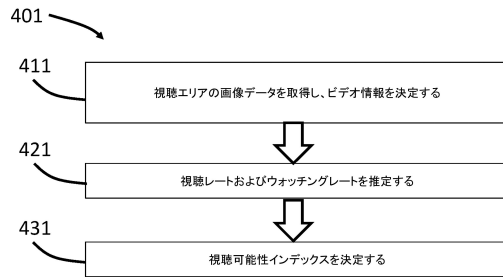 401
411
視聴エリアの画像データを取得し、ビデオ情報を決定する
421
視聴レートおよびウォッチングレートを推定する
431
視聴可能性インデックスを決定する